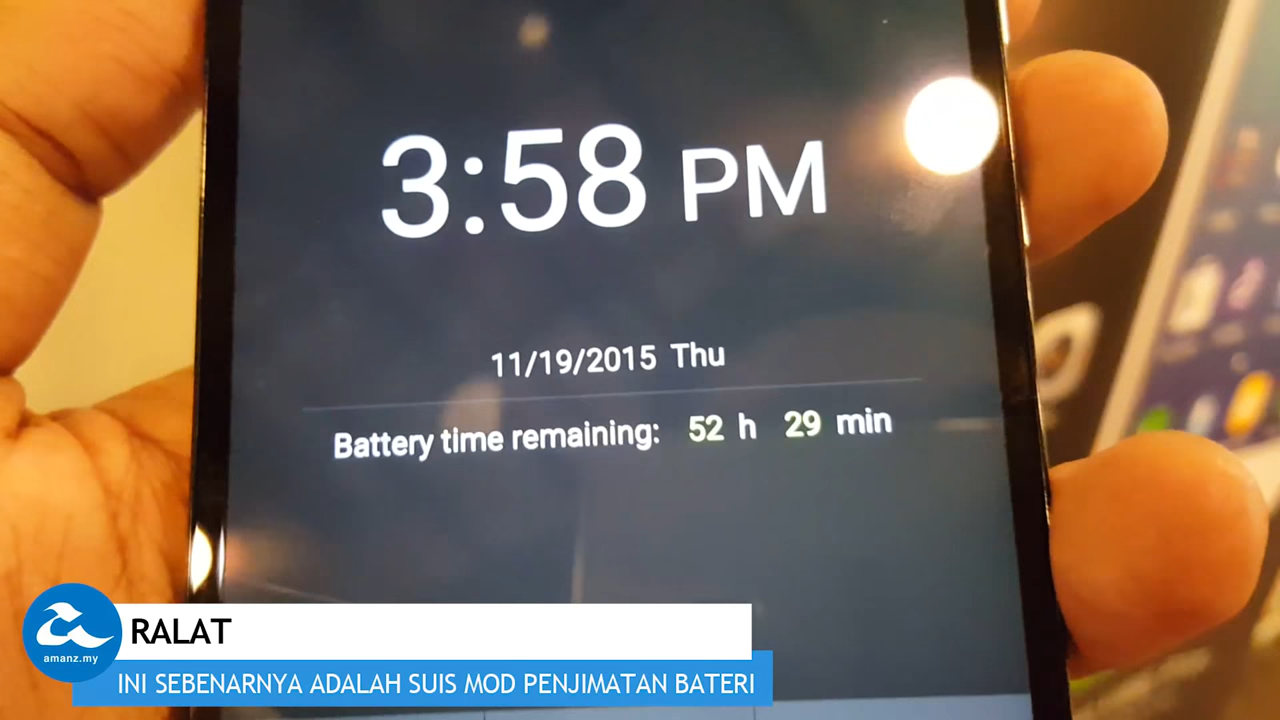 3:58 PM
11/19/2015 Thu
Battery time remaining: 52 h 29 min
RALAT
amanz.my
INI SEBENARNYA ADALAH SUIS MOD PENJIMATAN BATERI